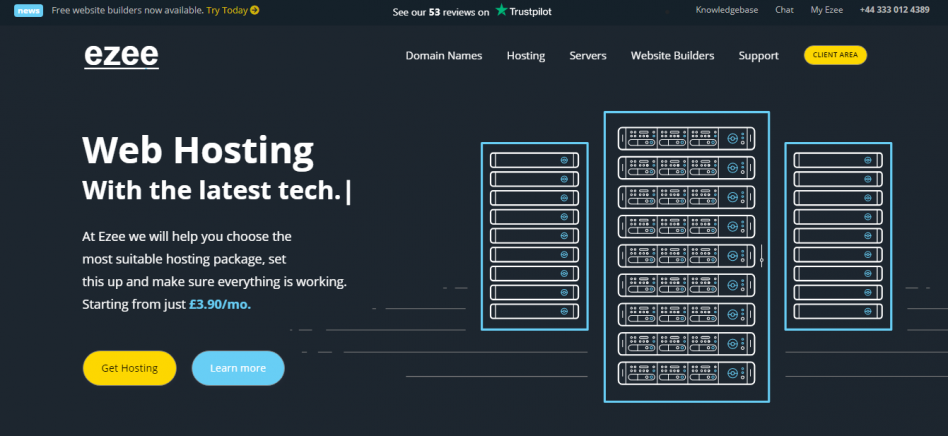 news Free website builders now available. Try Today
See our 53 reviews on Trustpilot
Knowledgebase Chat My Ezee +44 333 012 4389
ezee
Domain Names Hosting Servers Website Builders Support CLIENT AREA
Web Hosting
With the latest tech.|
At Ezee we will help you choose the
most suitable hosting package, set
this up and make sure everything is working.
Starting from just £3.90/mo.
Get Hosting Learn more